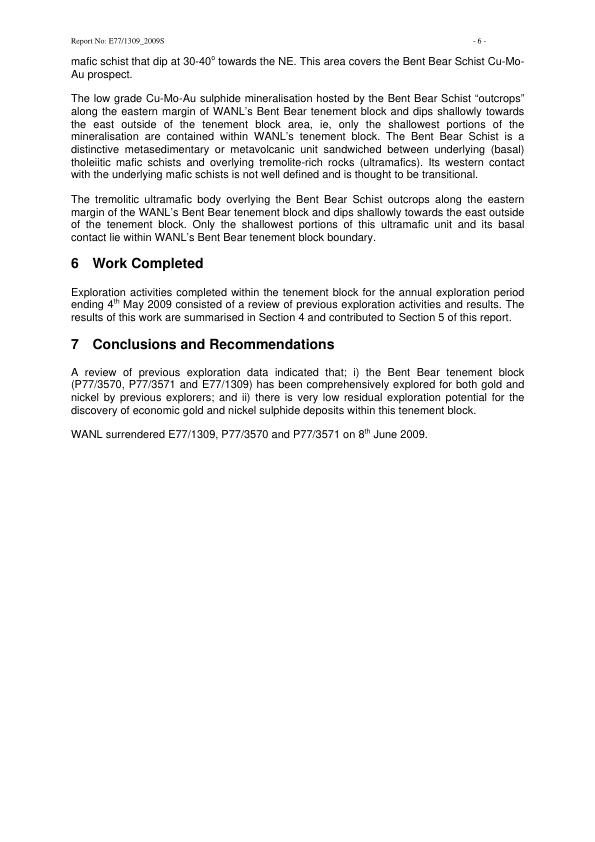 Report No: E77/1309_2009S - 6 -
mafic schist that dip at 30-40o towards the NE. This area covers the Bent Bear Schist Cu-Mo-
Au prospect.
The low grade Cu-Mo-Au sulphide mineralisation hosted by the Bent Bear Schist “outcrops”
along the eastern margin of WANL’s Bent Bear tenement block and dips shallowly towards
the east outside of the tenement block area, ie, only the shallowest portions of the
mineralisation are contained within WANL’s tenement block. The Bent Bear Schist is a
distinctive metasedimentary or metavolcanic unit sandwiched between underlying (basal)
tholeiitic mafic schists and overlying tremolite-rich rocks (ultramafics). Its western contact
with the underlying mafic schists is not well defined and is thought to be transitional.
The tremolitic ultramafic body overlying the Bent Bear Schist outcrops along the eastern
margin of the WANL’s Bent Bear tenement block and dips shallowly towards the east outside
of the tenement block. Only the shallowest portions of this ultramafic unit and its basal
contact lie within WANL’s Bent Bear tenement block boundary.
6 Work Completed
Exploration activities completed within the tenement block for the annual exploration period
ending 4th May 2009 consisted of a review of previous exploration activities and results. The
results of this work are summarised in Section 4 and contributed to Section 5 of this report.
7 Conclusions and Recommendations
A review of previous exploration data indicated that; i) the Bent Bear tenement block
(P77/3570, P77/3571 and E77/1309) has been comprehensively explored for both gold and
nickel by previous explorers; and ii) there is very low residual exploration potential for the
discovery of economic gold and nickel sulphide deposits within this tenement block.
WANL surrendered E77/1309, P77/3570 and P77/3571 on 8th June 2009.